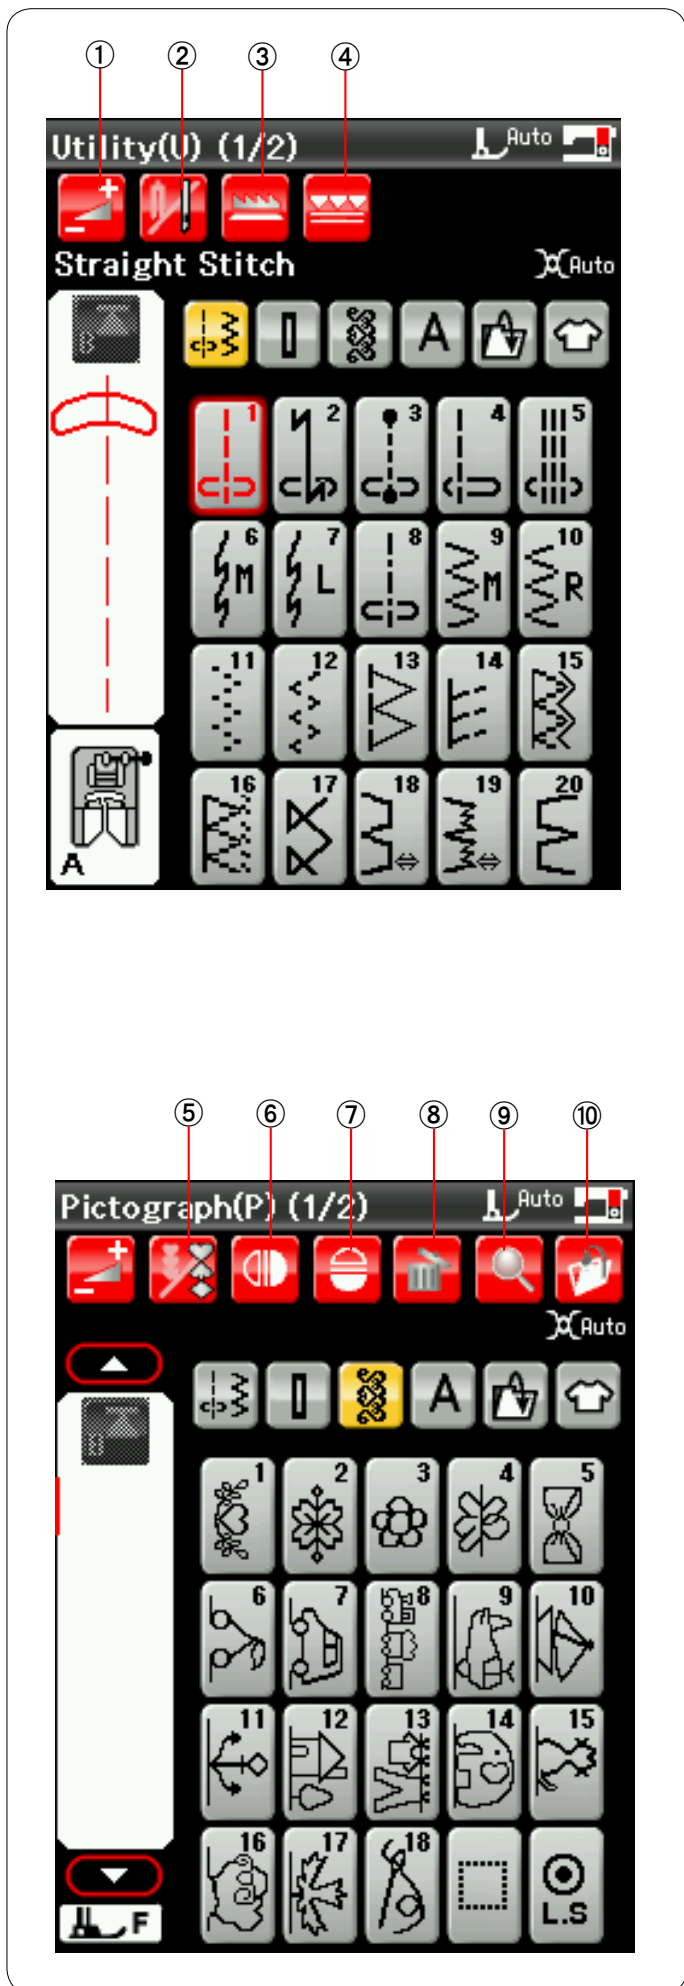 ① ② ③ ④
Utility(U) (1/2) Auto
Straight Stitch Auto
B
A
1 2 3 4 5
6 M 7 L 8 9 M 10 R
11 12 13 14 15
16 17 18 19 20
A
⑤ ⑥ ⑦ ⑧ ⑨ ⑩
Pictograph(P) (1/2) Auto
Auto
B
A
1 2 3 4 5
6 7 8 9 10
11 12 13 14 15
16 17 18 L.S
F